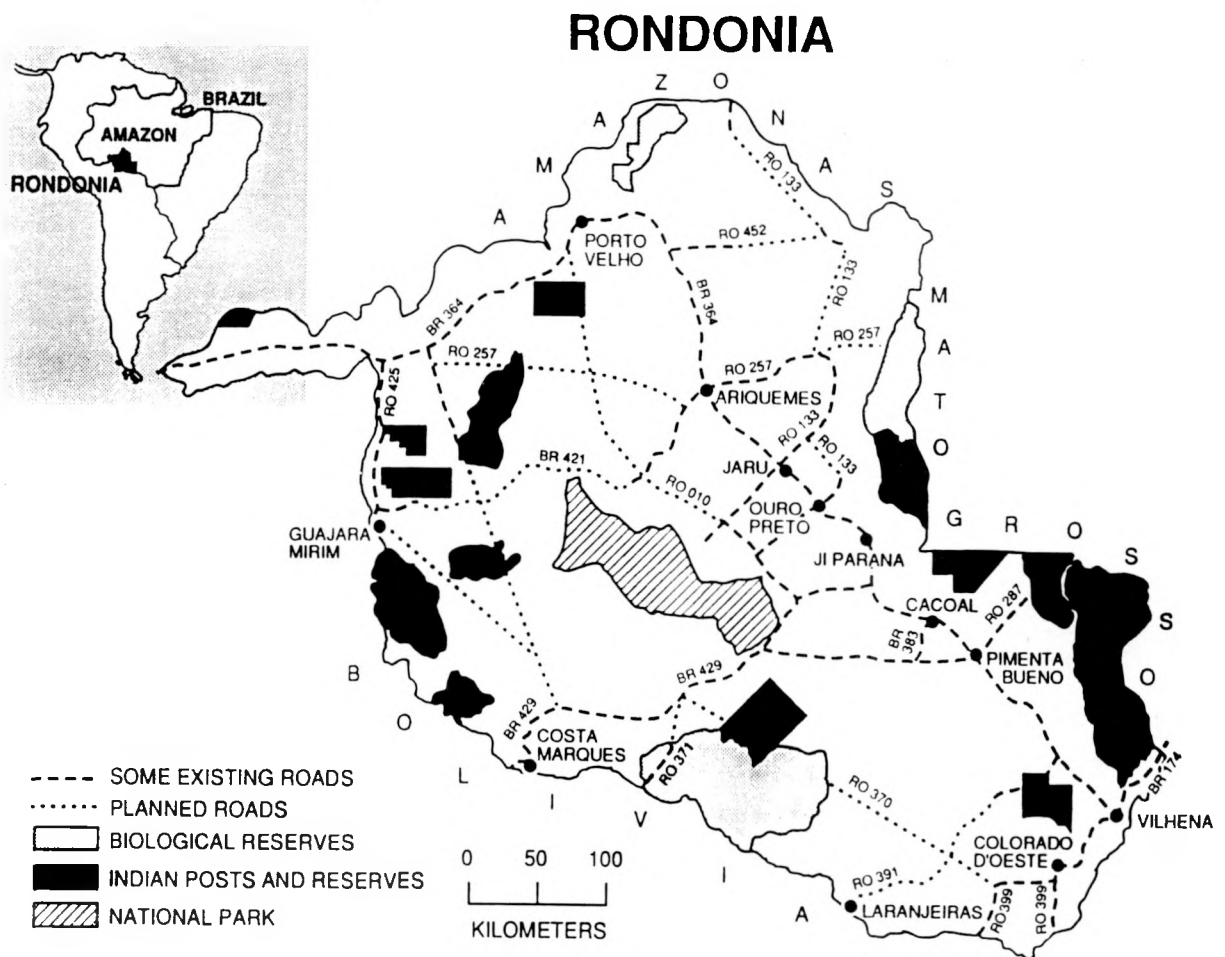 RONDONIA
BRAZIL
AMAZON
RONDONIA
AMAZONAS
MATO
GROSSO
BOLIVIA
RO 133
RO 452
RO 133
BR 364
BR 364
RO 257
RO 257
RO 257
RO 425
PORTO
VELHO
ARIQUEMES
RO 133
RO 133
JARU
BR 421
RO 010
OURO
PRETO
GUAJARA
MIRIM
JI PARANA
CACOAL
RO 287
BR 383
PIMENTA
BUENO
BR 429
BR 429
COSTA
MARQUES
RO 371
BR 174
RO 370
VILHENA
COLORADO
D'OESTE
RO 391
LARANJEIRAS
RO 399
RO 399
SOME EXISTING ROADS
PLANNED ROADS
BIOLOGICAL RESERVES
INDIAN POSTS AND RESERVES
NATIONAL PARK
0 50 100
KILOMETERS